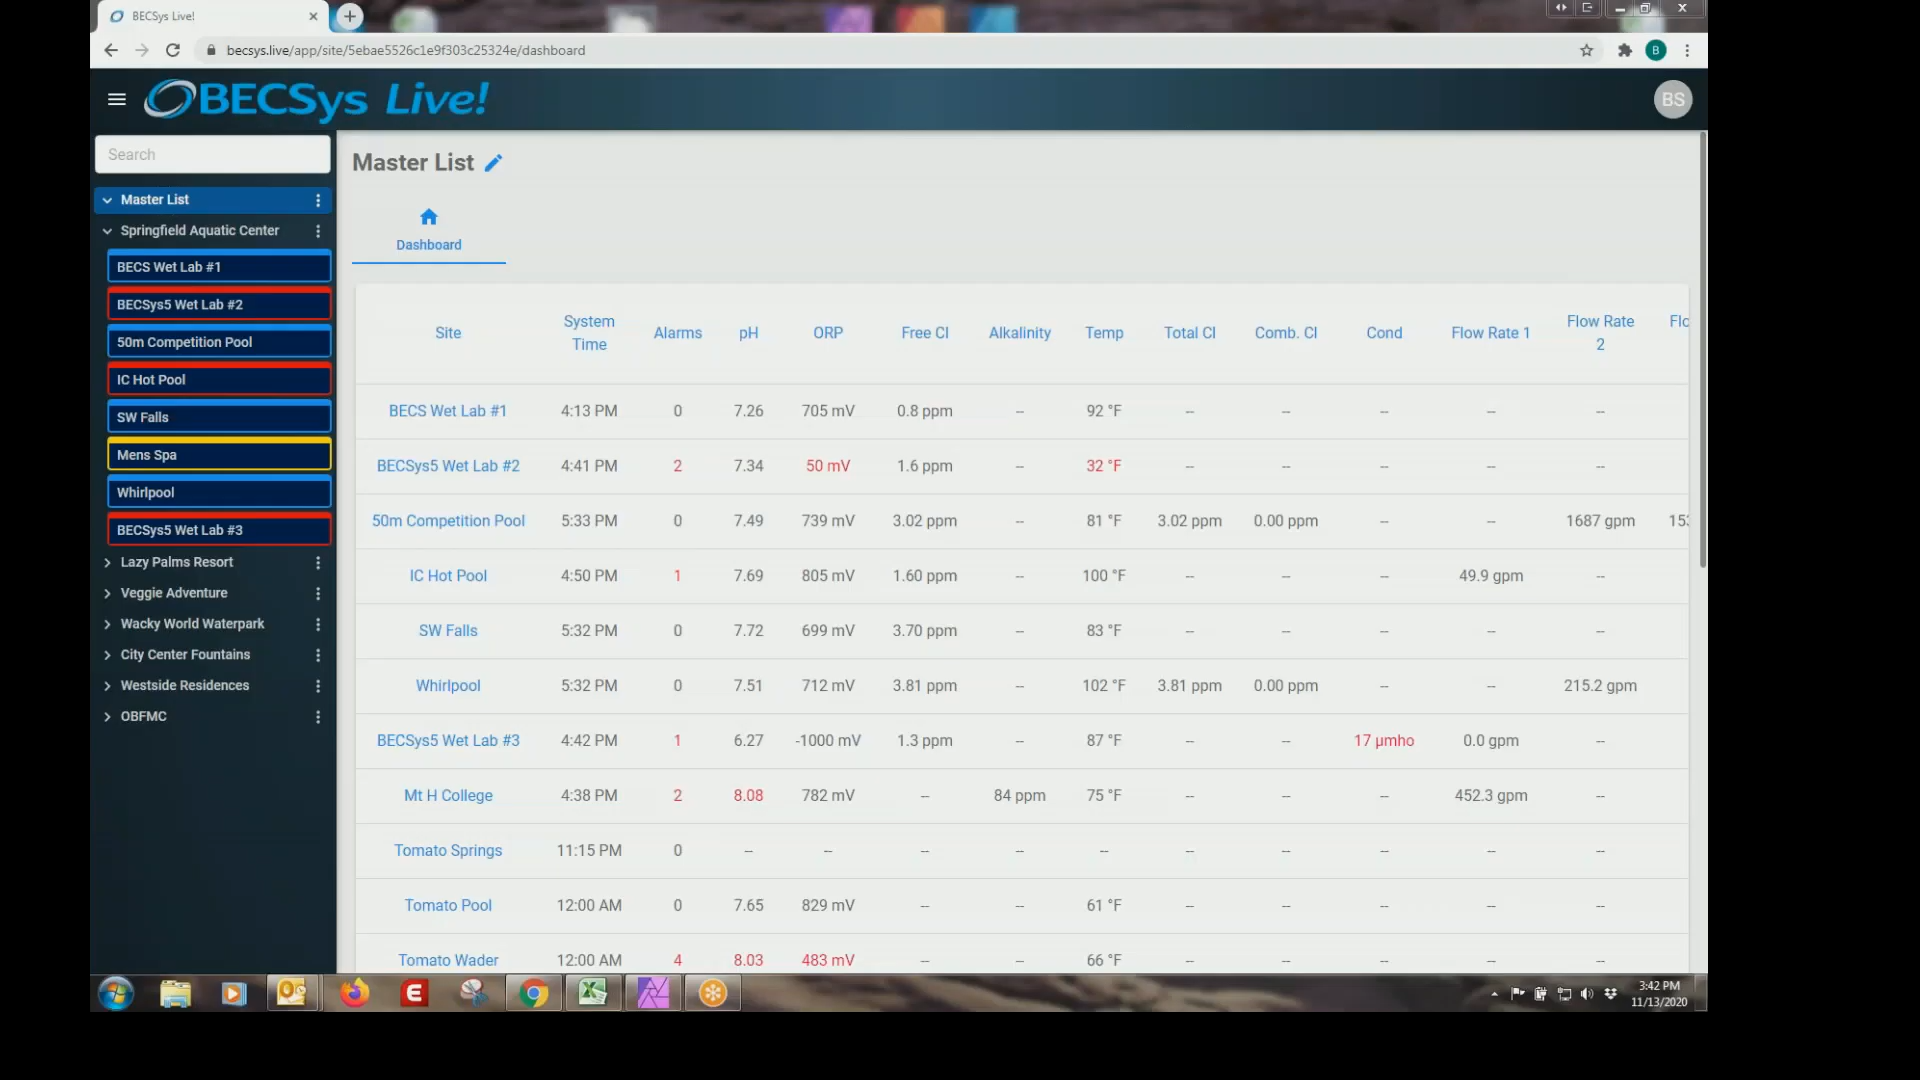 BECSys Live!
becsys.live/app/site/5ebae5526c1e9f303c25324e/dashboard
B
BECSys Live!
BS
Search
Master List
Springfield Aquatic Center
BECS Wet Lab #1
BECSys5 Wet Lab #2
50m Competition Pool
IC Hot Pool
SW Falls
Mens Spa
Whirlpool
BECSys5 Wet Lab #3
Lazy Palms Resort
Veggie Adventure
Wacky World Waterpark
City Center Fountains
Westside Residences
OBFMC
Master List
Dashboard
Site System Time Alarms pH ORP Free Cl Alkalinity Temp Total Cl Comb. Cl Cond Flow Rate 1 Flow Rate 2 Flo
BECS Wet Lab #1 4:13 PM 0 7.26 705 mV 0.8 ppm -- 92 °F -- -- -- -- --
BECSys5 Wet Lab #2 4:41 PM 2 7.34 50 mV 1.6 ppm -- 32 °F -- -- -- -- --
50m Competition Pool 5:33 PM 0 7.49 739 mV 3.02 ppm -- 81 °F 3.02 ppm 0.00 ppm -- -- 1687 gpm 153
IC Hot Pool 4:50 PM 1 7.69 805 mV 1.60 ppm -- 100 °F -- -- -- 49.9 gpm --
SW Falls 5:32 PM 0 7.72 699 mV 3.70 ppm -- 83 °F -- -- -- -- --
Whirlpool 5:32 PM 0 7.51 712 mV 3.81 ppm -- 102 °F 3.81 ppm 0.00 ppm -- -- 215.2 gpm
BECSys5 Wet Lab #3 4:42 PM 1 6.27 -1000 mV 1.3 ppm -- 87 °F -- -- 17 µmho 0.0 gpm --
Mt H College 4:38 PM 2 8.08 782 mV -- 84 ppm 75 °F -- -- -- 452.3 gpm --
Tomato Springs 11:15 PM 0 -- -- -- -- -- -- -- -- -- --
Tomato Pool 12:00 AM 0 7.65 829 mV -- -- 61 °F -- -- -- -- --
Tomato Wader 12:00 AM 4 8.03 483 mV -- -- 66 °F -- -- -- -- --
3:42 PM
11/13/2020